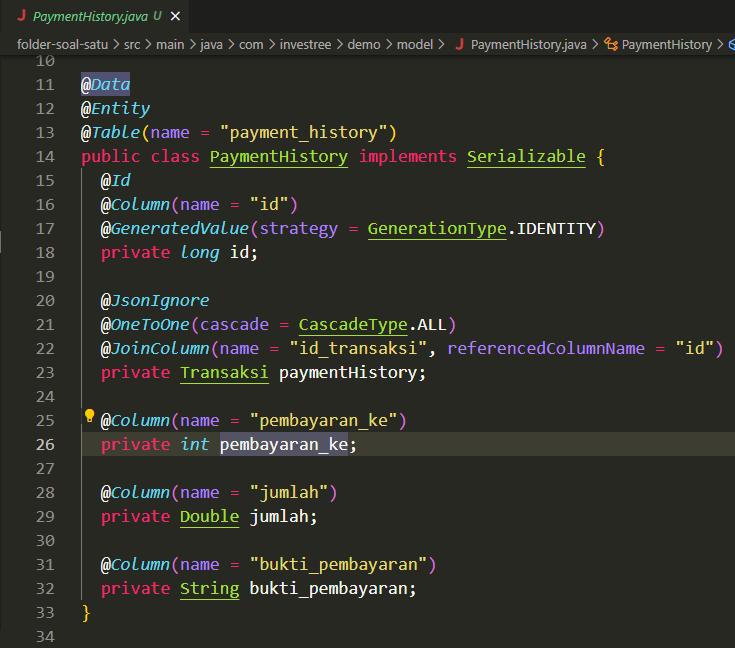 PaymentHistory.java U
folder-soal-satu > src > main > java > com > investree > demo > model > PaymentHistory.java > PaymentHistory >
10
11 @Data
12 @Entity
13 @Table(name = "payment_history")
14 public class PaymentHistory implements Serializable {
15 @Id
16 @Column(name = "id")
17 @GeneratedValue(strategy = GenerationType.IDENTITY)
18 private long id;
19
20 @JsonIgnore
21 @OneToOne(cascade = CascadeType.ALL)
22 @JoinColumn(name = "id_transaksi", referencedColumnName = "id")
23 private Transaksi paymentHistory;
24
25 @Column(name = "pembayaran_ke")
26 private int pembayaran_ke;
27
28 @Column(name = "jumlah")
29 private Double jumlah;
30
31 @Column(name = "bukti_pembayaran")
32 private String bukti_pembayaran;
33 }
34